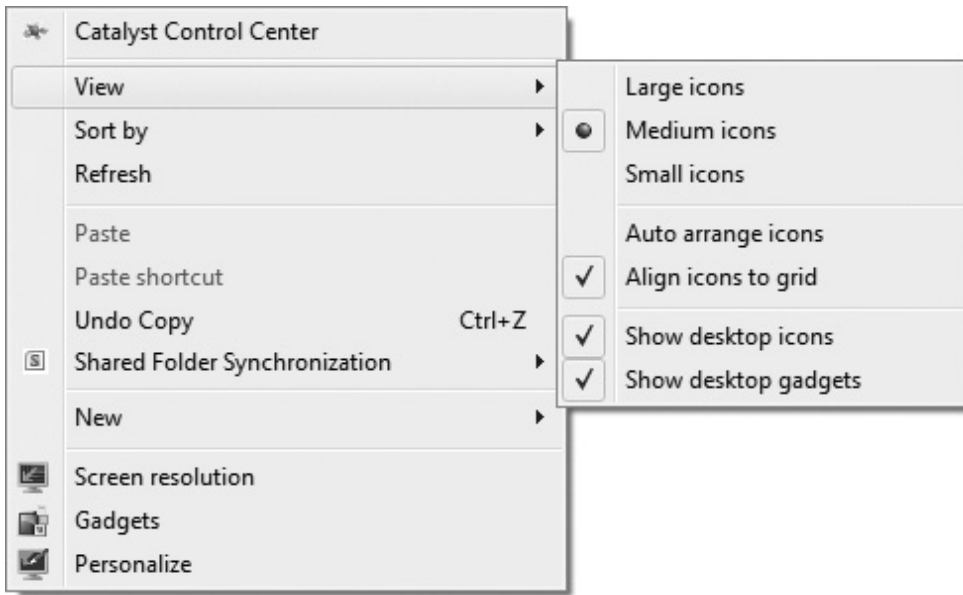 Catalyst Control Center
View
Sort by
Refresh
Paste
Paste shortcut
Undo Copy Ctrl+Z
Shared Folder Synchronization
New
Screen resolution
Gadgets
Personalize
Large icons
Medium icons
Small icons
Auto arrange icons
Align icons to grid
Show desktop icons
Show desktop gadgets